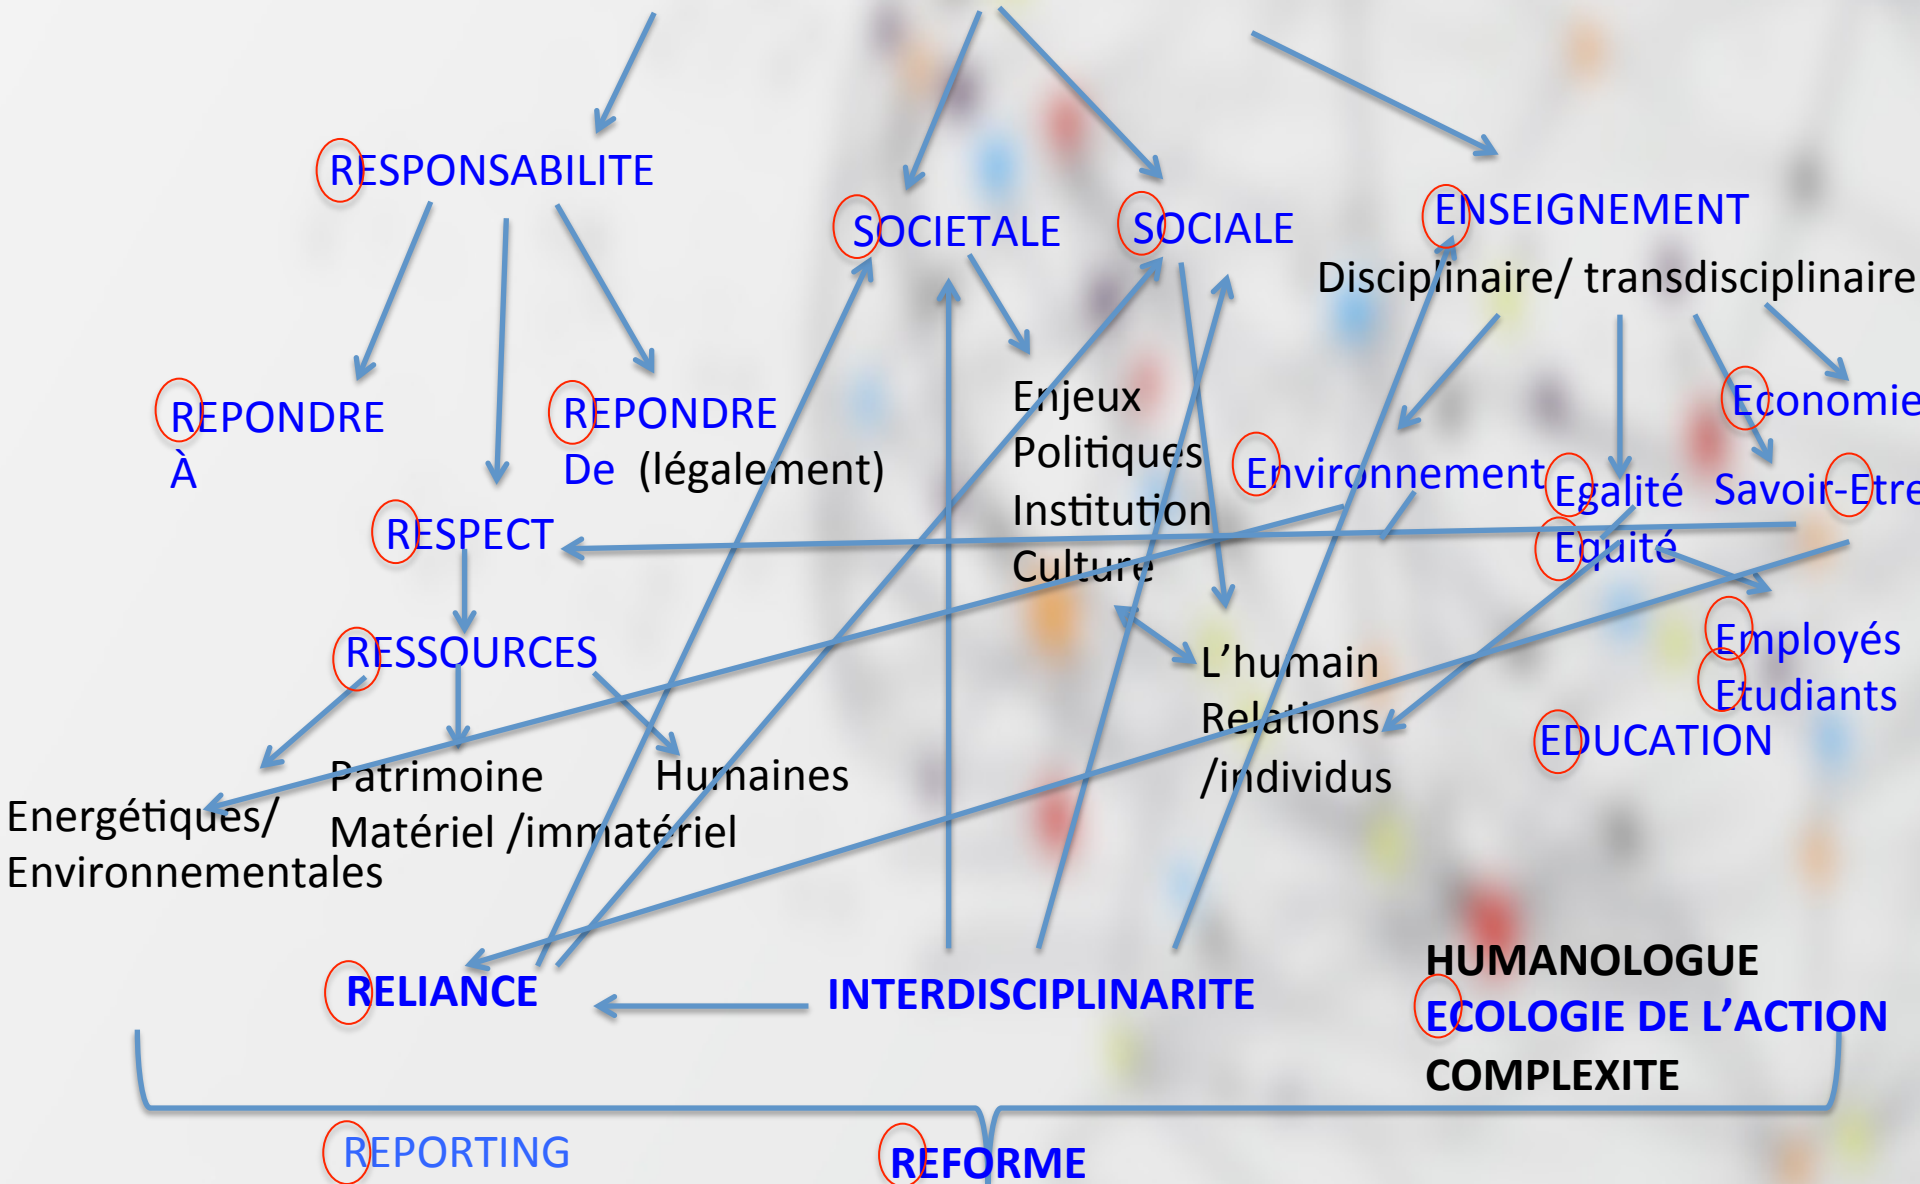 RESPONSABILITE
SOCIETALE
SOCIALE
ENSEIGNEMENT
Disciplinaire/ transdisciplinaire
REPONDRE
À
REPONDRE
De (légalement)
RESPECT
RESSOURCES
Energétiques/
Environnementales
Patrimoine
Matériel /immatériel
Humaines
Enjeux
Politiques
Institution
Culture
L’humain
Relations
/individus
Environnement
Egalité
Equité
Economie
Savoir-Etre
Employés
Etudiants
EDUCATION
RELIANCE
INTERDISCIPLINARITE
HUMANOLOGUE
ECOLOGIE DE L’ACTION
COMPLEXITE
REPORTING
REFORME